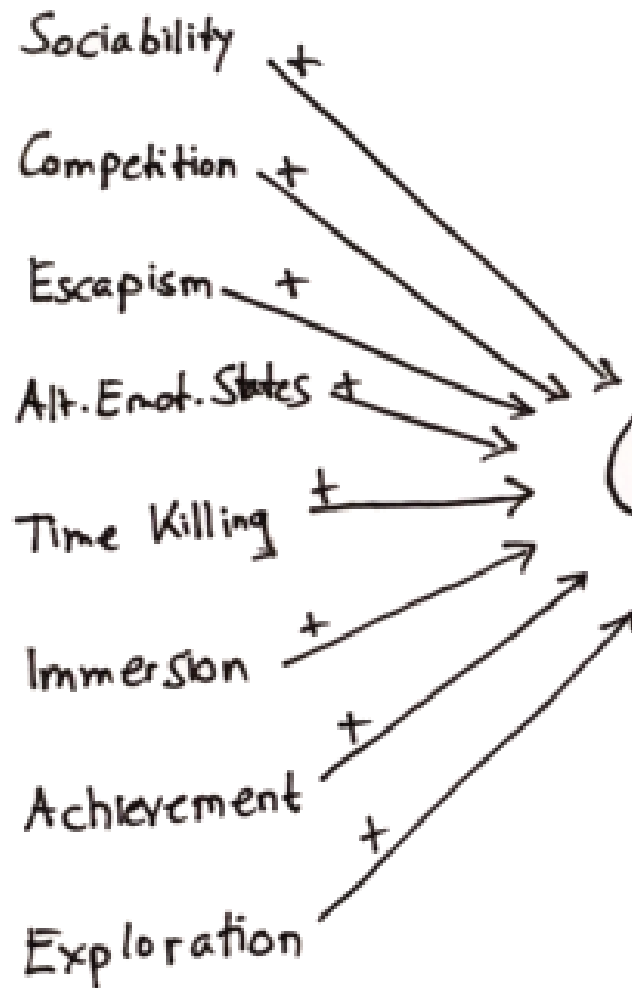 Sociability +
Competition +
Escapism +
Alt. Emot. States +
Time Killing +
Immersion +
Achievement +
Exploration +